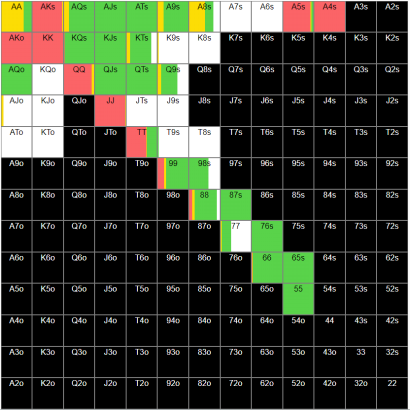 AA AKs AQs AJs ATs A9s A8s A7s A6s A5s A4s A3s A2s
AKo KK KQs KJs KTs K9s K8s K7s K6s K5s K4s K3s K2s
AQo KQo QQ QJs QTs Q9s Q8s Q7s Q6s Q5s Q4s Q3s Q2s
AJo KJo QJo JJ JTs J9s J8s J7s J6s J5s J4s J3s J2s
ATo KTo QTo JTo TT T9s T8s T7s T6s T5s T4s T3s T2s
A9o K9o Q9o J9o T9o 99 98s 97s 96s 95s 94s 93s 92s
A8o K8o Q8o J8o T8o 98o 88 87s 86s 85s 84s 83s 82s
A7o K7o Q7o J7o T7o 97o 87o 77 76s 75s 74s 73s 72s
A6o K6o Q6o J6o T6o 96o 86o 76o 66 65s 64s 63s 62s
A5o K5o Q5o J5o T5o 95o 85o 75o 65o 55 54s 53s 52s
A4o K4o Q4o J4o T4o 94o 84o 74o 64o 54o 44 43s 42s
A3o K3o Q3o J3o T3o 93o 83o 73o 63o 53o 43o 33 32s
A2o K2o Q2o J2o T2o 92o 82o 72o 62o 52o 42o 32o 22